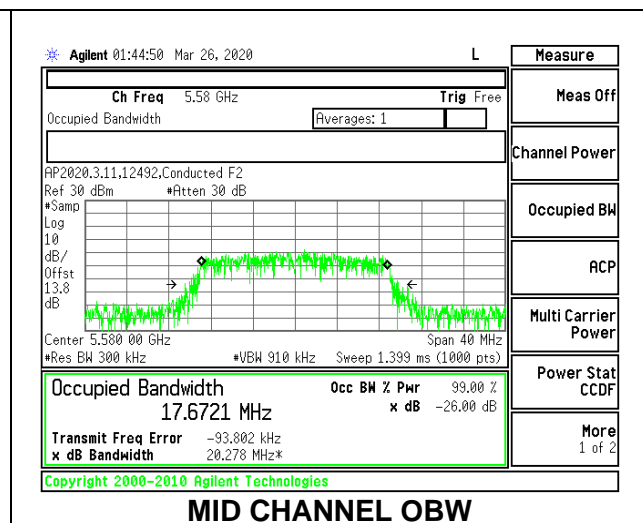 Agilent 01:44:50 Mar 26, 2020 L
Measure
Ch Freq 5.58 GHz Trig Free
Occupied Bandwidth Averages: 1
Meas Off
Channel Power
AP2020.3.11,12492,Conducted F2
Ref 30 dBm #Atten 30 dB
#Samp
Log
10
dB/
Offst
13.8
dB
Occupied BW
ACP
Multi Carrier
Power
Center 5.580 00 GHz Span 40 MHz
#Res BW 300 kHz #VBW 910 kHz Sweep 1.399 ms (1000 pts)
Power Stat
CCDF
Occupied Bandwidth Occ BW % Pwr 99.00 %
17.6721 MHz x dB -26.00 dB
Transmit Freq Error -93.802 kHz
x dB Bandwidth 20.278 MHz*
More
1 of 2
Copyright 2000-2010 Agilent Technologies
MID CHANNEL OBW